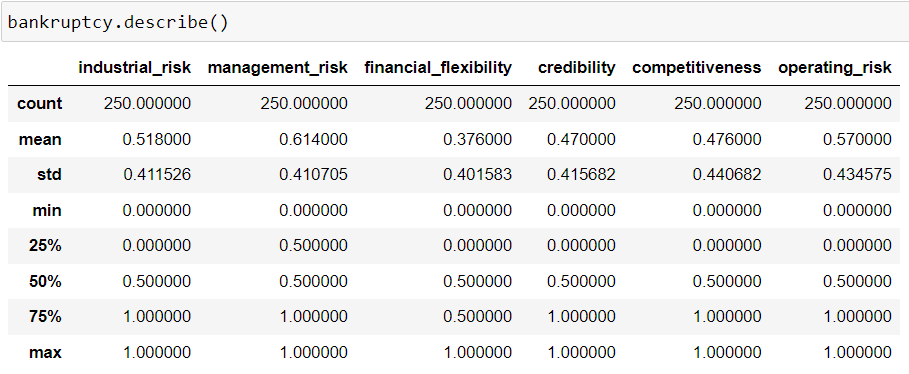 bankruptcy.describe()
industrial_risk management_risk financial_flexibility credibility competitiveness operating_risk
count 250.000000 250.000000 250.000000 250.000000 250.000000 250.000000
mean 0.518000 0.614000 0.376000 0.470000 0.476000 0.570000
std 0.411526 0.410705 0.401583 0.415682 0.440682 0.434575
min 0.000000 0.000000 0.000000 0.000000 0.000000 0.000000
25% 0.000000 0.500000 0.000000 0.000000 0.000000 0.000000
50% 0.500000 0.500000 0.500000 0.500000 0.500000 0.500000
75% 1.000000 1.000000 0.500000 1.000000 1.000000 1.000000
max 1.000000 1.000000 1.000000 1.000000 1.000000 1.000000